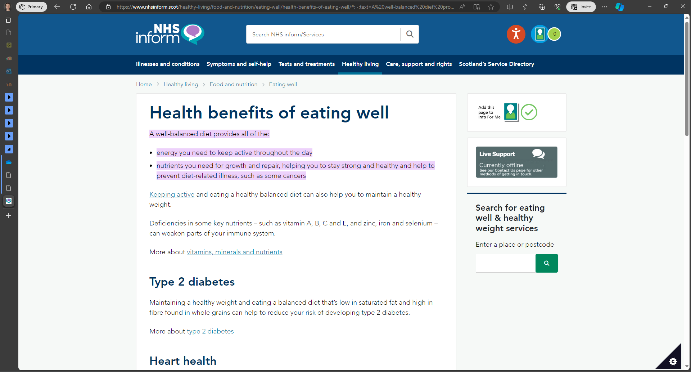 Primary
https://www.nhsinform.scot/healthy-living/food-and-nutrition/eating-well/health-benefits-of-eating-well/
NHS
inform
Search NHS inform/Services
Illnesses and conditions Symptoms and self-help Tests and treatments Healthy living Care, support and rights Scotland's Service Directory
Home > Healthy living > Food and nutrition > Eating well
Health benefits of eating well
A well-balanced diet provides all of the:
• energy you need to keep active throughout the day
• nutrients you need for growth and repair, helping you to stay strong and healthy and help to
prevent diet-related illness, such as some cancers
Keeping active and eating a healthy balanced diet can also help you to maintain a healthy
weight.
Deficiencies in some key nutrients – such as vitamin A, B, C and E, and zinc, iron and selenium –
can weaken parts of your immune system.
More about vitamins, minerals and nutrients
Type 2 diabetes
Maintaining a healthy weight and eating a balanced diet that's low in saturated fat and high in
fibre found in whole grains can help to reduce your risk of developing type 2 diabetes.
More about type 2 diabetes
Heart health
Add this
page to
Info For Me
Live Support
Currently offline
See our Contact Us page for other
methods of getting in touch
Search for eating
well & healthy
weight services
Enter a place or postcode